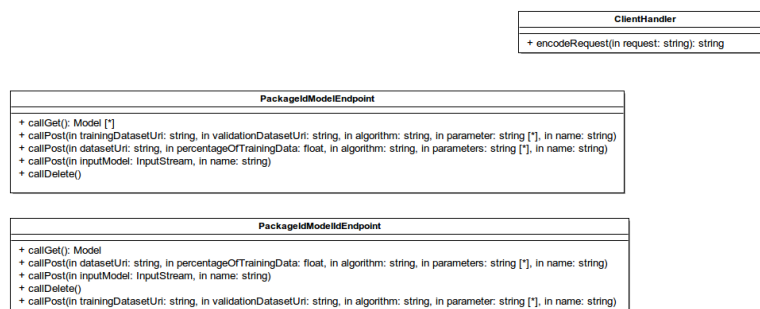 ClientHandler
+ encodeRequest(in request: string): string
PackageIdModelEndpoint
+ callGet(): Model [*]
+ callPost(in trainingDatasetUri: string, in validationDatasetUri: string, in algorithm: string, in parameter: string [*], in name: string)
+ callPost(in datasetUri: string, in percentageOfTrainingData: float, in algorithm: string, in parameters: string [*], in name: string)
+ callPost(in inputModel: InputStream, in name: string)
+ callDelete()
PackageIdModelIdEndpoint
+ callGet(): Model
+ callPost(in datasetUri: string, in percentageOfTrainingData: float, in algorithm: string, in parameters: string [*], in name: string)
+ callPost(in inputModel: InputStream, in name: string)
+ callDelete()
+ callPost(in trainingDatasetUri: string, in validationDatasetUri: string, in algorithm: string, in parameter: string [*], in name: string)